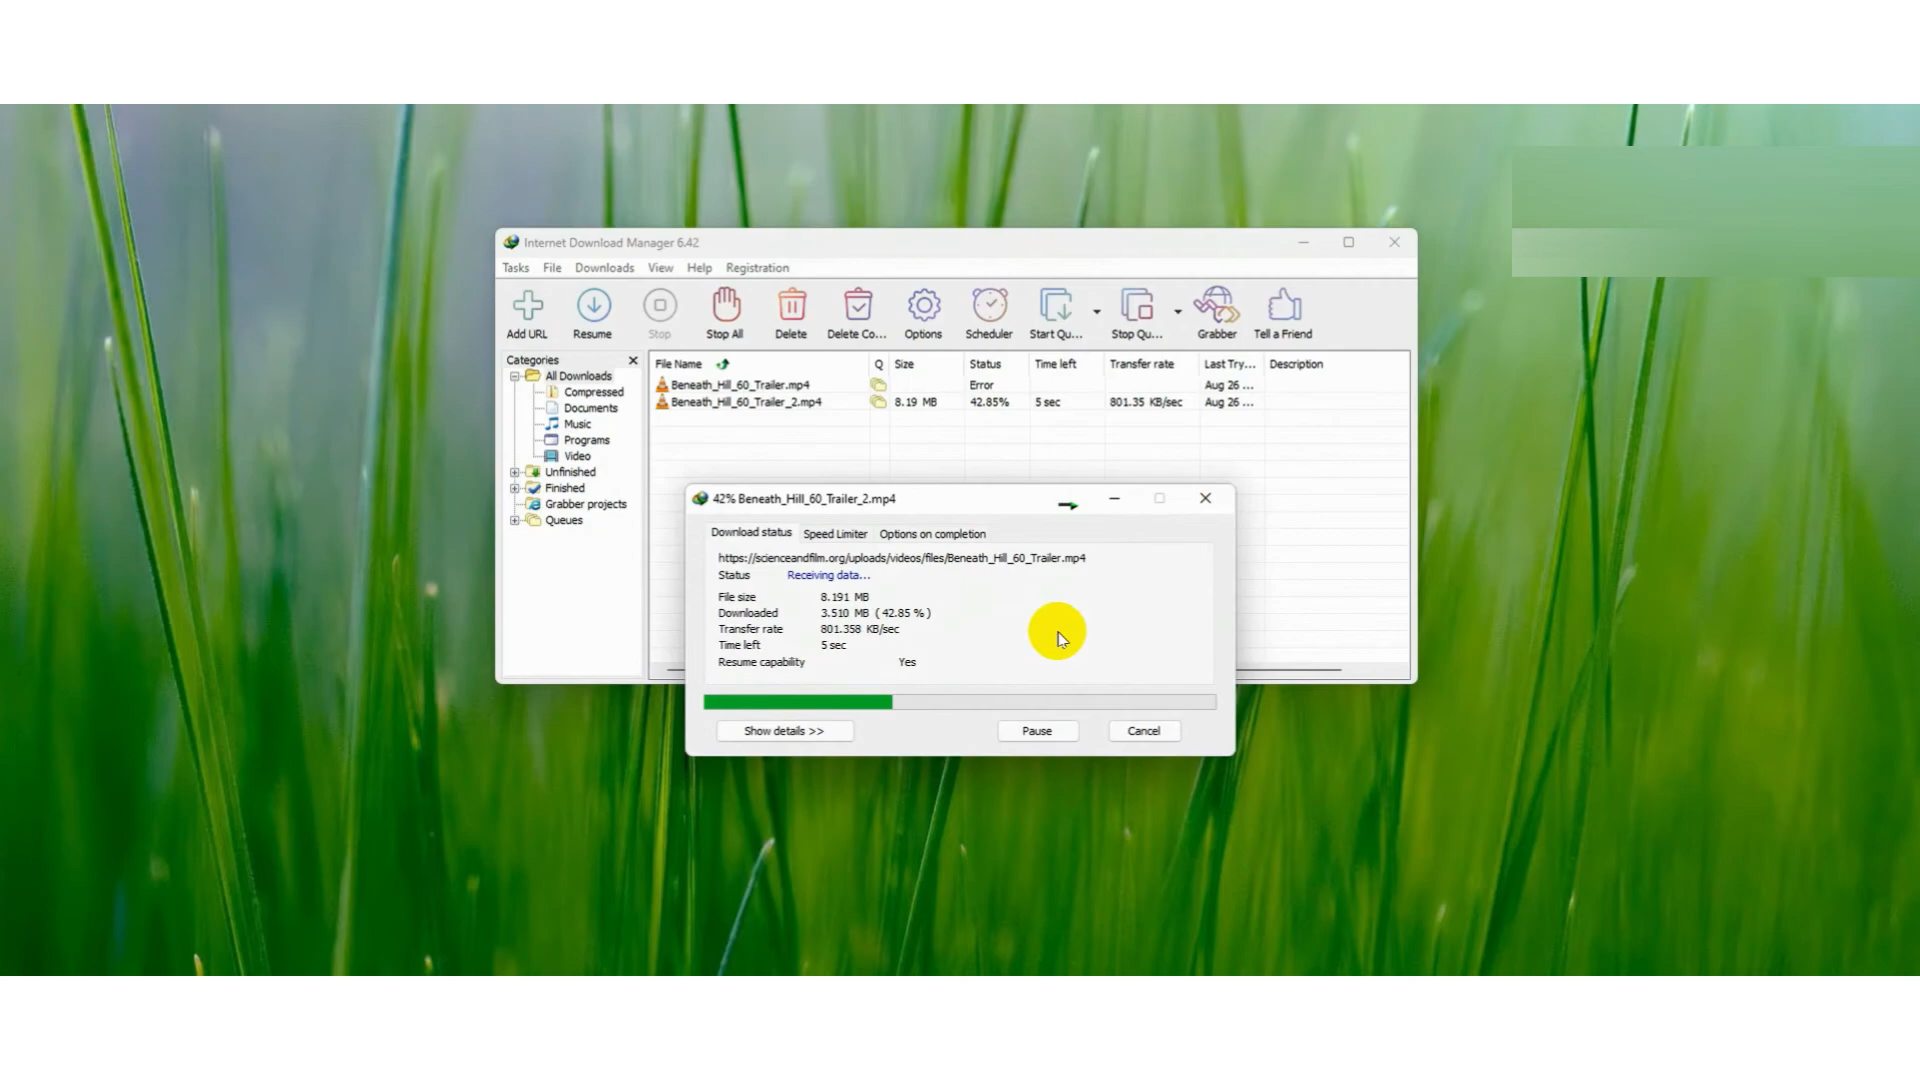 Internet Download Manager 6.42
Tasks File Downloads View Help Registration
Add URL Resume Stop Stop All Delete Delete Co... Options Scheduler Start Qu... Stop Qu... Grabber Tell a Friend
Categories
All Downloads
Compressed
Documents
Music
Programs
Video
Unfinished
Finished
Grabber projects
Queues
File Name Q Size Status Time left Transfer rate Last Try... Description
Beneath_Hill_60_Trailer.mp4 Error Aug 26 ...
Beneath_Hill_60_Trailer_2.mp4 8.19 MB 42.85% 5 sec 801.35 KB/sec Aug 26 ...
42% Beneath_Hill_60_Trailer_2.mp4
Download status Speed Limiter Options on completion
https://scienceandfilm.org/uploads/videos/files/Beneath_Hill_60_Trailer.mp4
Status Receiving data...
File size 8.191 MB
Downloaded 3.510 MB ( 42.85 % )
Transfer rate 801.358 KB/sec
Time left 5 sec
Resume capability Yes
Show details >> Pause Cancel